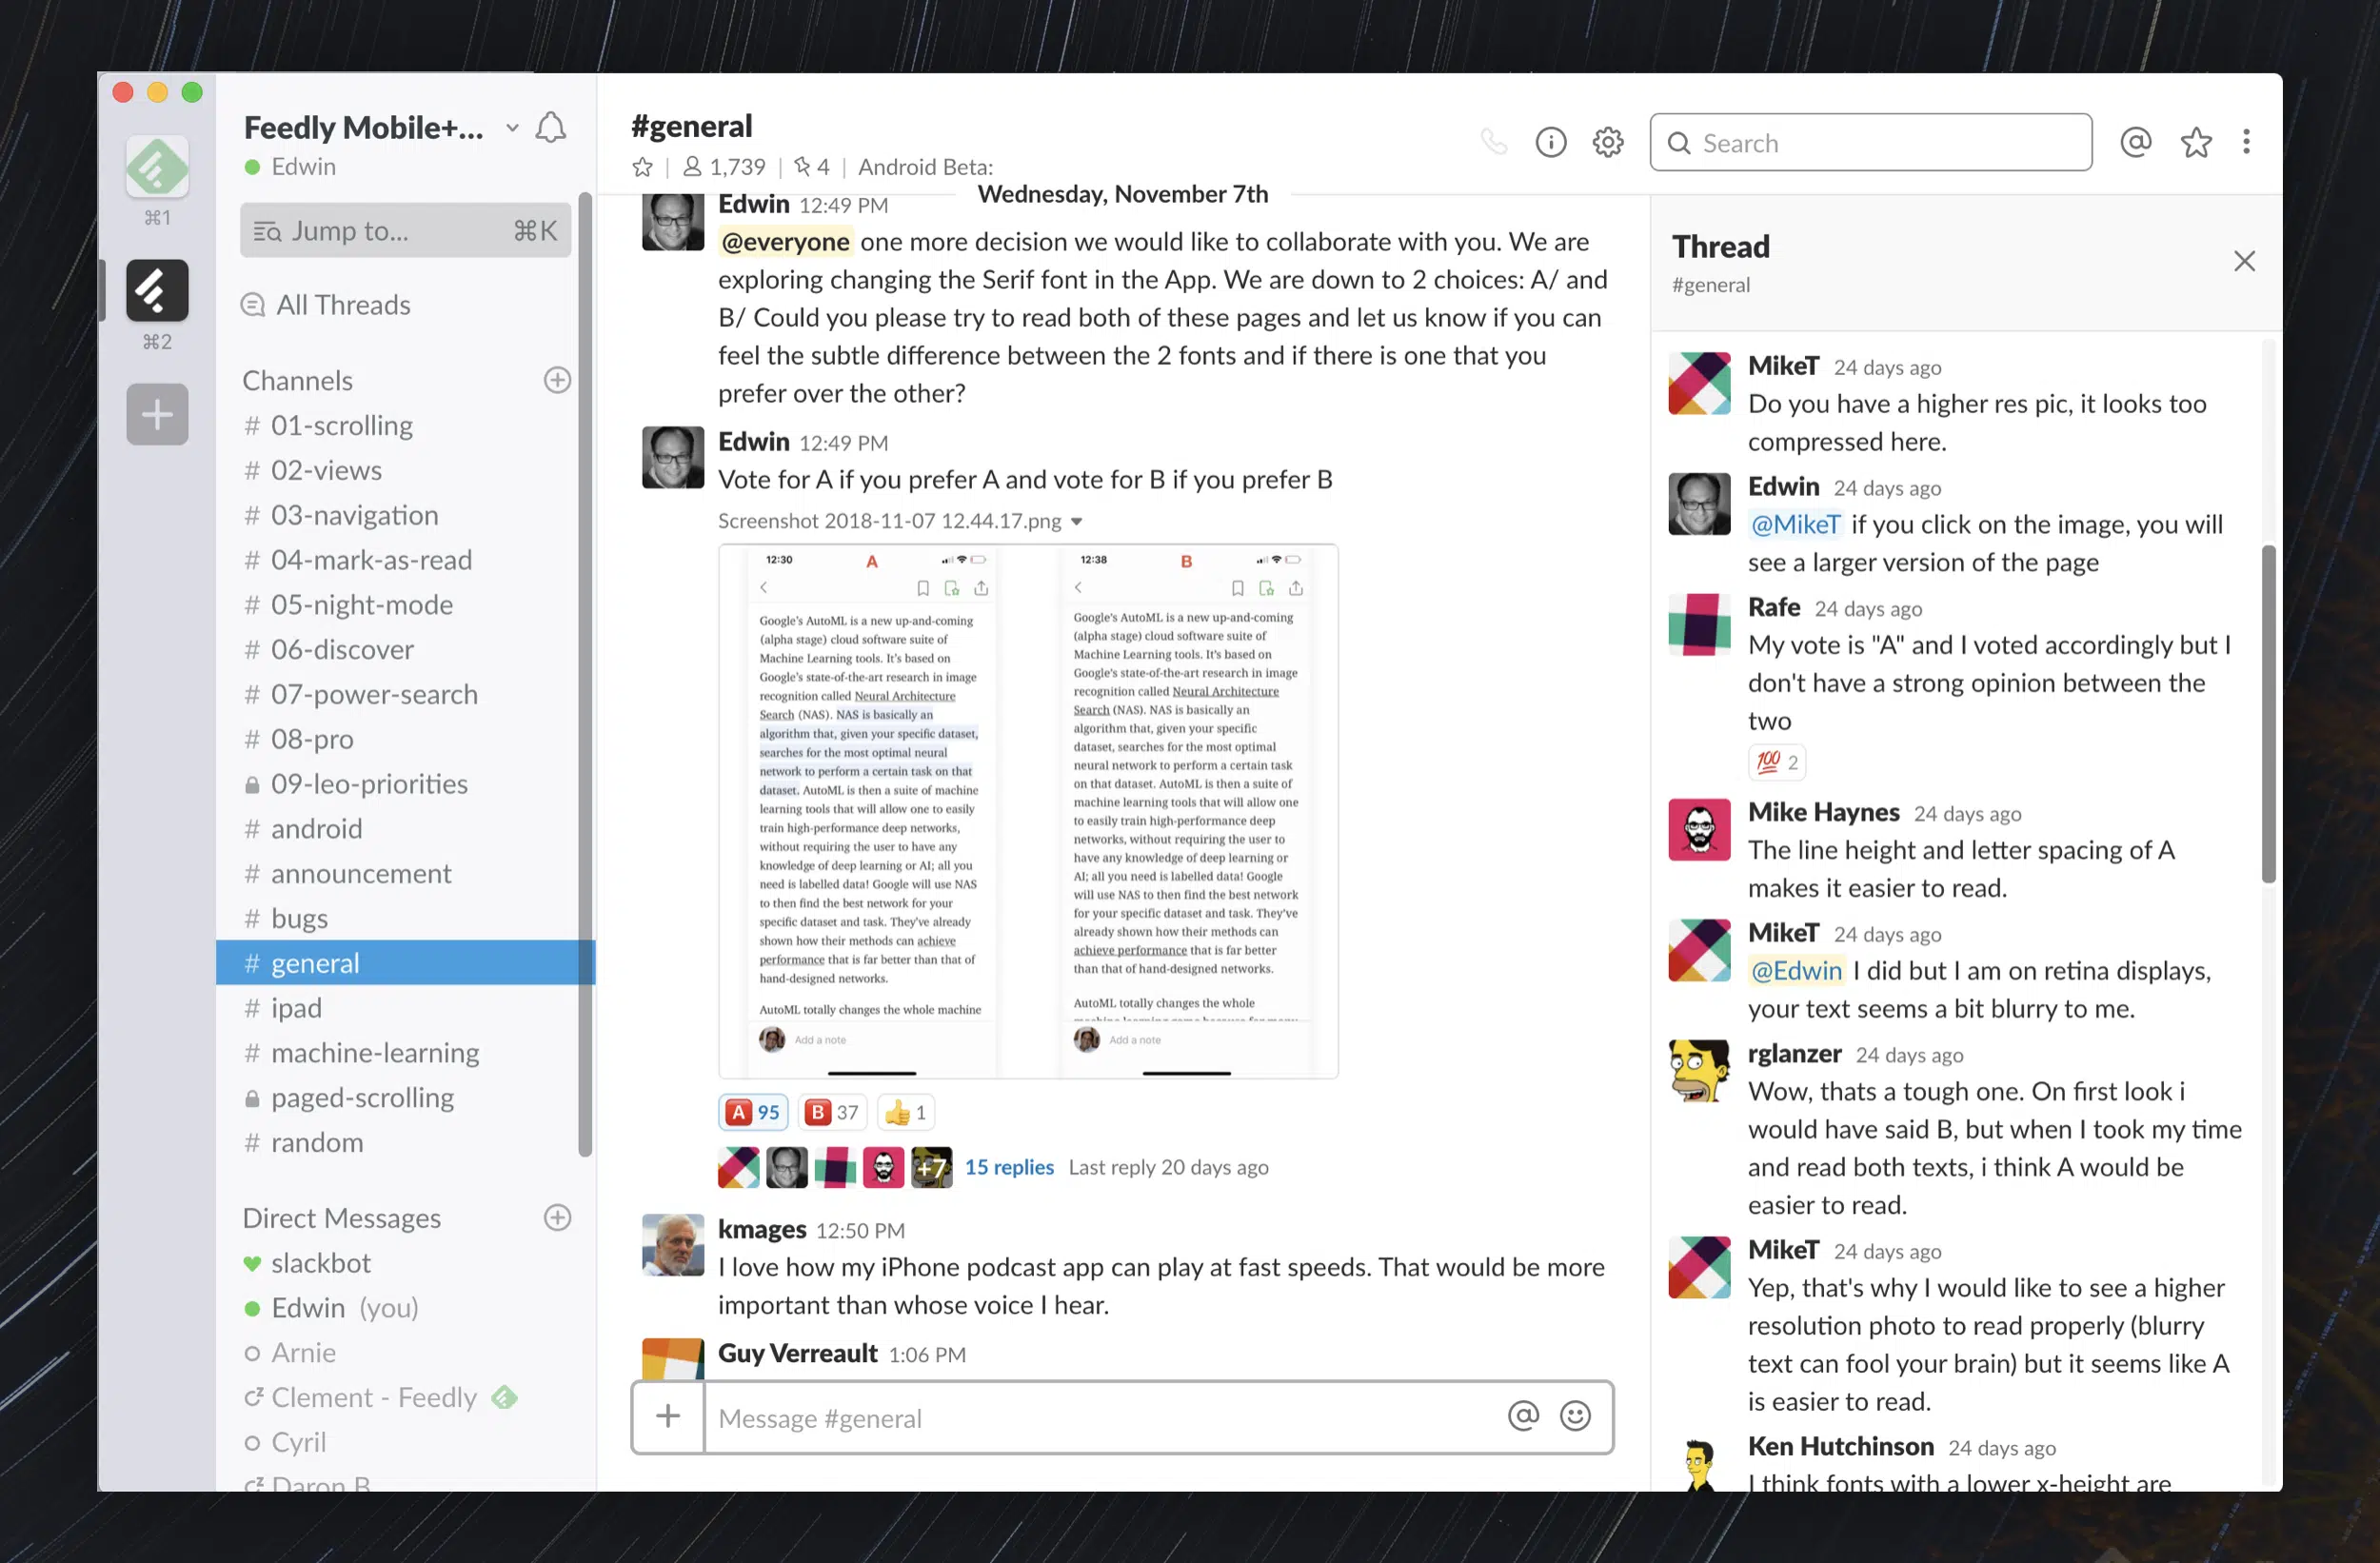 Feedly Mobile+...
Edwin
⌘1
Jump to... ⌘K
⌘2
All Threads
Channels
# 01-scrolling
# 02-views
# 03-navigation
# 04-mark-as-read
# 05-night-mode
# 06-discover
# 07-power-search
# 08-pro
09-leo-priorities
# android
# announcement
# bugs
# general
# ipad
# machine-learning
paged-scrolling
# random
Direct Messages
slackbot
Edwin (you)
Arnie
Clement - Feedly
Cyril
Daron B
#general
1,739 | 4 | Android Beta:
Search
Wednesday, November 7th
Edwin 12:49 PM
@everyone one more decision we would like to collaborate with you. We are
exploring changing the Serif font in the App. We are down to 2 choices: A/ and
B/ Could you please try to read both of these pages and let us know if you can
feel the subtle difference between the 2 fonts and if there is one that you
prefer over the other?
Edwin 12:49 PM
Vote for A if you prefer A and vote for B if you prefer B
Screenshot 2018-11-07 12.44.17.png
12:30 A
Google's AutoML is a new up-and-coming
(alpha stage) cloud software suite of
Machine Learning tools. It's based on
Google's state-of-the-art research in image
recognition called Neural Architecture
Search (NAS). NAS is basically an
algorithm that, given your specific dataset,
searches for the most optimal neural
network to perform a certain task on that
dataset. AutoML is then a suite of machine
learning tools that will allow one to easily
train high-performance deep networks,
without requiring the user to have any
knowledge of deep learning or AI; all you
need is labelled data! Google will use NAS
to then find the best network for your
specific dataset and task. They've already
shown how their methods can achieve
performance that is far better than that of
hand-designed networks.
AutoML totally changes the whole machine
Add a note
12:38 B
Google's AutoML is a new up-and-coming
(alpha stage) cloud software suite of
Machine Learning tools. It's based on
Google's state-of-the-art research in image
recognition called Neural Architecture
Search (NAS). NAS is basically an
algorithm that, given your specific
dataset, searches for the most optimal
neural network to perform a certain task
on that dataset. AutoML is then a suite of
machine learning tools that will allow one
to easily train high-performance deep
networks, without requiring the user to
have any knowledge of deep learning or
AI; all you need is labelled data! Google
will use NAS to then find the best network
for your specific dataset and task. They've
already shown how their methods can
achieve performance that is far better
than that of hand-designed networks.
AutoML totally changes the whole
Add a note
A 95 B 37 1
+7 15 replies Last reply 20 days ago
kmages 12:50 PM
I love how my iPhone podcast app can play at fast speeds. That would be more
important than whose voice I hear.
Guy Verreault 1:06 PM
Message #general
Thread
#general
MikeT 24 days ago
Do you have a higher res pic, it looks too
compressed here.
Edwin 24 days ago
@MikeT if you click on the image, you will
see a larger version of the page
Rafe 24 days ago
My vote is "A" and I voted accordingly but I
don't have a strong opinion between the
two
100 2
Mike Haynes 24 days ago
The line height and letter spacing of A
makes it easier to read.
MikeT 24 days ago
@Edwin I did but I am on retina displays,
your text seems a bit blurry to me.
rglanzer 24 days ago
Wow, thats a tough one. On first look i
would have said B, but when I took my time
and read both texts, i think A would be
easier to read.
MikeT 24 days ago
Yep, that's why I would like to see a higher
resolution photo to read properly (blurry
text can fool your brain) but it seems like A
is easier to read.
Ken Hutchinson 24 days ago
I think fonts with a lower x-height are